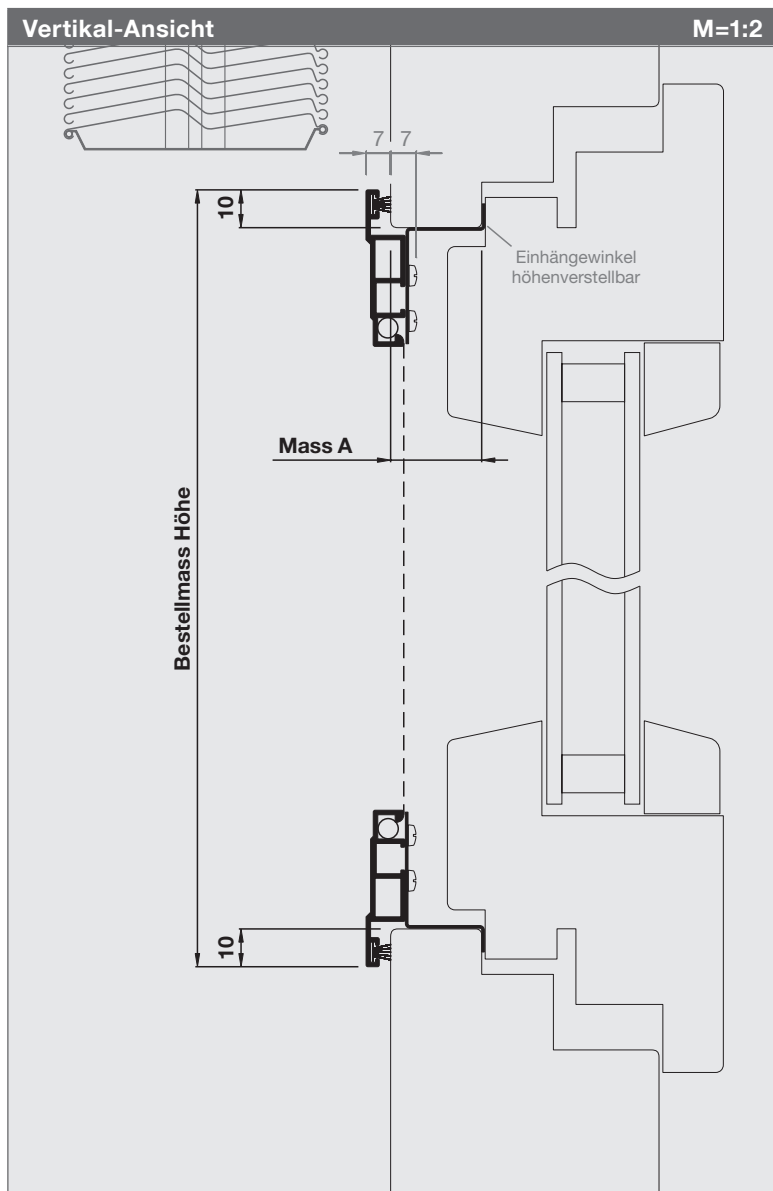 Vertikal-Ansicht M=1:2
7 7
10
Einhängewinkel
höhenverstellbar
Mass A
Bestellmass Höhe
10